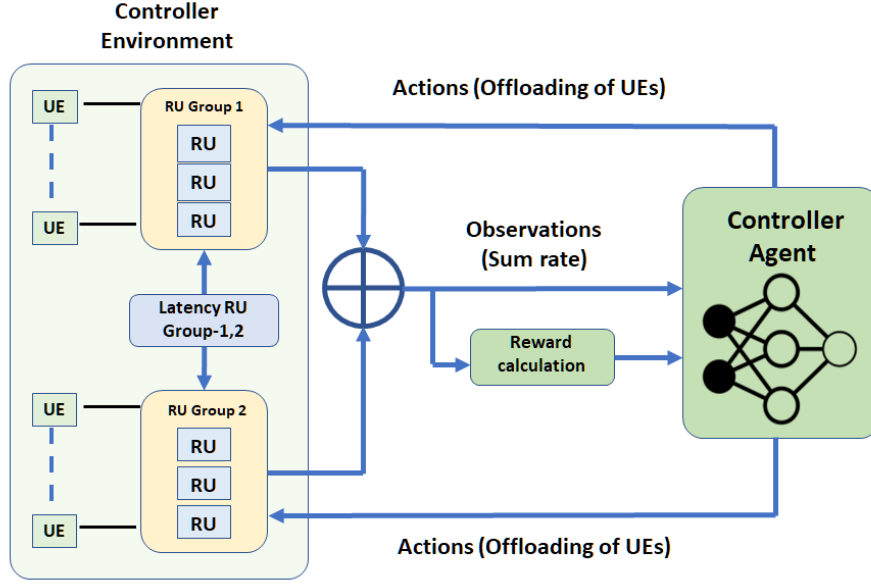 Controller
Environment
UE
UE
RU Group 1
RU
RU
RU
Latency RU
Group-1,2
UE
UE
RU Group 2
RU
RU
RU
Actions (Offloading of UEs)
Observations
(Sum rate)
Reward
calculation
Controller
Agent
Actions (Offloading of UEs)